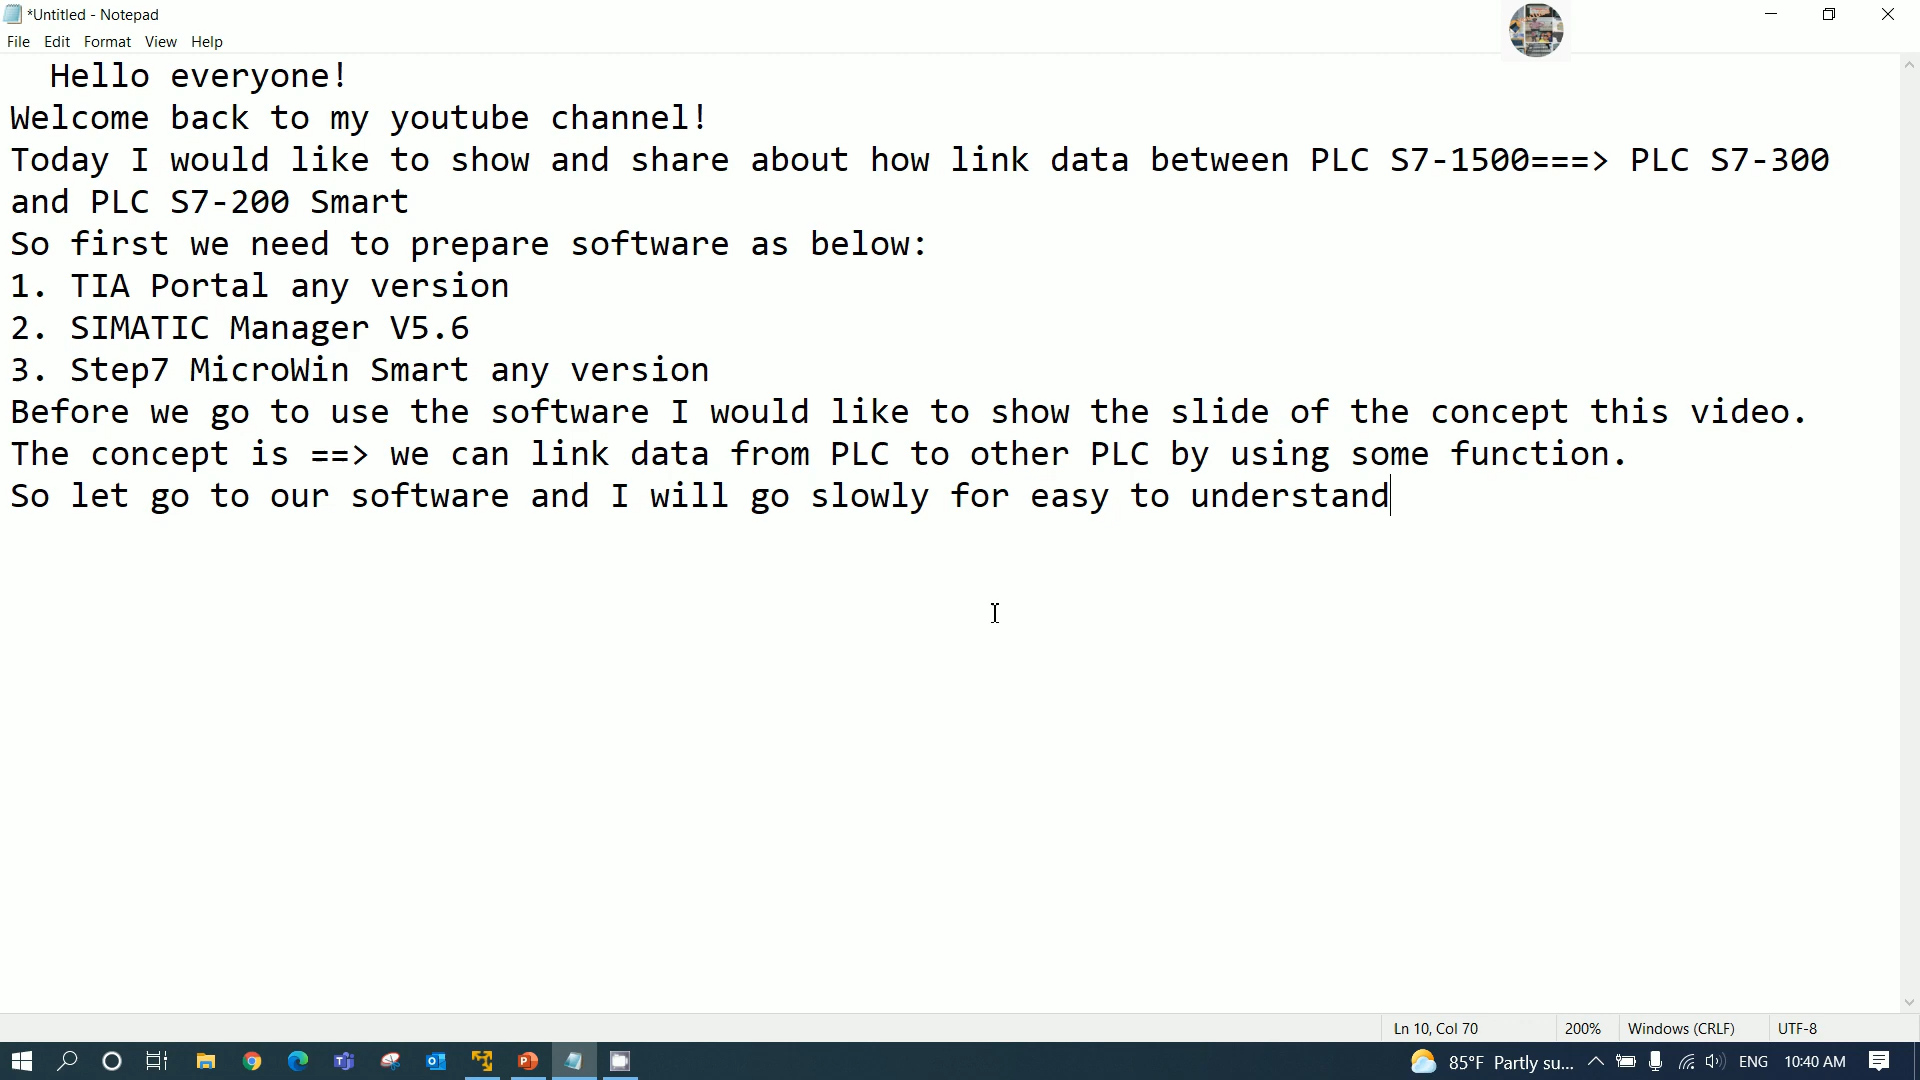 *Untitled - Notepad
File Edit Format View Help
Hello everyone!
Welcome back to my youtube channel!
Today I would like to show and share about how link data between PLC S7-1500===> PLC S7-300
and PLC S7-200 Smart
So first we need to prepare software as below:
1. TIA Portal any version
2. SIMATIC Manager V5.6
3. Step7 MicroWin Smart any version
Before we go to use the software I would like to show the slide of the concept this video.
The concept is ==> we can link data from PLC to other PLC by using some function.
So let go to our software and I will go slowly for easy to understand
Ln 10, Col 70 200% Windows (CRLF) UTF-8
85°F Partly su... ENG 10:40 AM